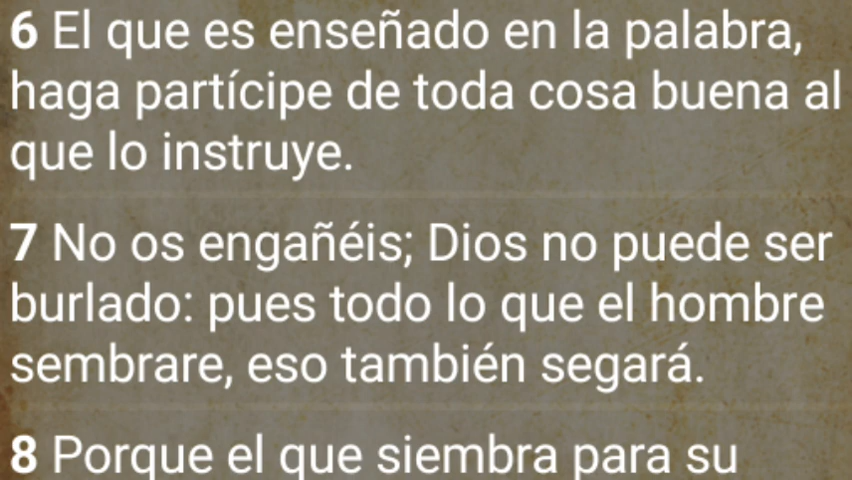 6 El que es enseñado en la palabra,
haga partícipe de toda cosa buena al
que lo instruye.
7 No os engañéis; Dios no puede ser
burlado: pues todo lo que el hombre
sembrare, eso también segará.
8 Porque el que siembra para su